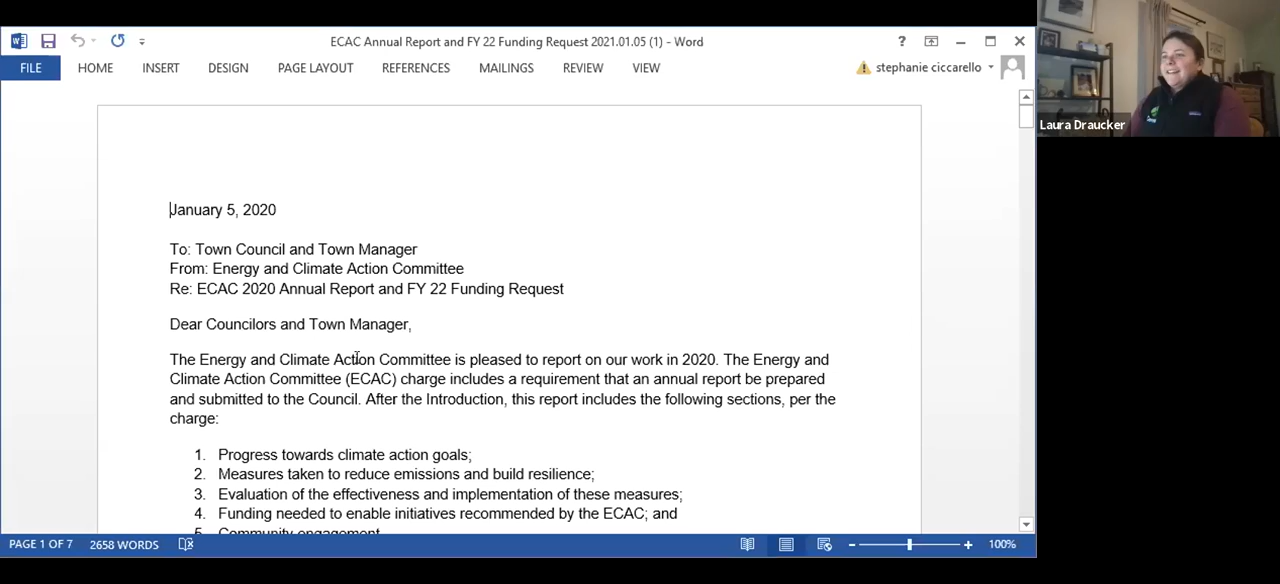 ECAC Annual Report and FY 22 Funding Request 2021.01.05 (1) - Word
?
FILE HOME INSERT DESIGN PAGE LAYOUT REFERENCES MAILINGS REVIEW VIEW stephanie ciccarello
Laura Draucker
January 5, 2020
To: Town Council and Town Manager
From: Energy and Climate Action Committee
Re: ECAC 2020 Annual Report and FY 22 Funding Request
Dear Councilors and Town Manager,
The Energy and Climate Action Committee is pleased to report on our work in 2020. The Energy and
Climate Action Committee (ECAC) charge includes a requirement that an annual report be prepared
and submitted to the Council. After the Introduction, this report includes the following sections, per the
charge:
1. Progress towards climate action goals;
2. Measures taken to reduce emissions and build resilience;
3. Evaluation of the effectiveness and implementation of these measures;
4. Funding needed to enable initiatives recommended by the ECAC; and
5. Community engagement
PAGE 1 OF 7 2658 WORDS 100%